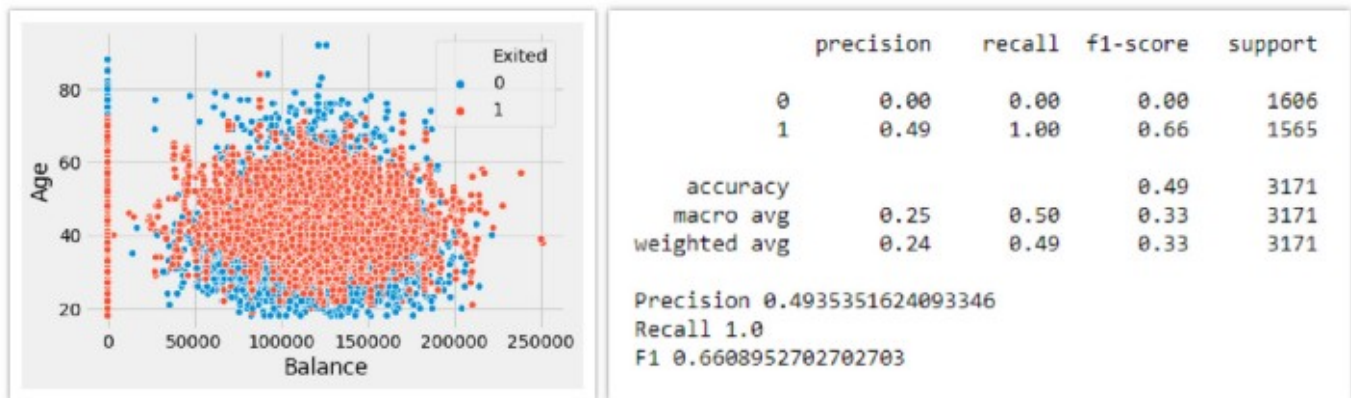 Exited
0
1
80
60
40
20
Age
0 50000 100000 150000 200000 250000
Balance
precision recall f1-score support
0 0.00 0.00 0.00 1606
1 0.49 1.00 0.66 1565
accuracy 0.49 3171
macro avg 0.25 0.50 0.33 3171
weighted avg 0.24 0.49 0.33 3171
Precision 0.4935351624093346
Recall 1.0
F1 0.6608952702702703